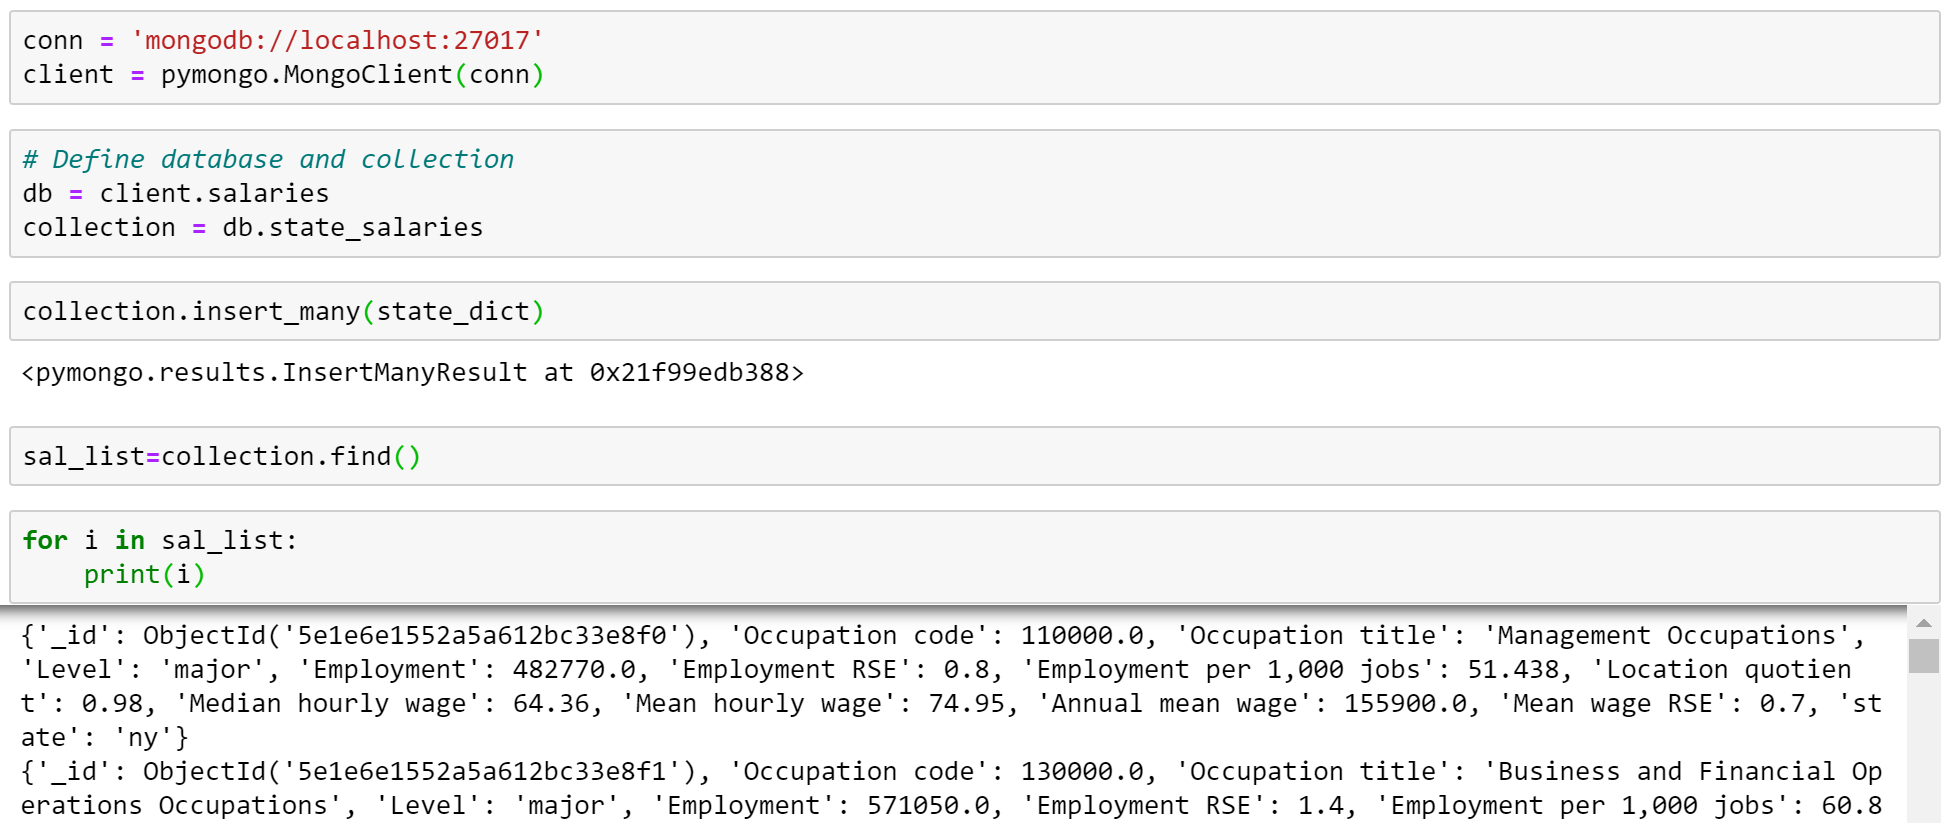 conn = 'mongodb://localhost:27017'
client = pymongo.MongoClient(conn)
# Define database and collection
db = client.salaries
collection = db.state_salaries
collection.insert_many(state_dict)
<pymongo.results.InsertManyResult at 0x21f99edb388>
sal_list=collection.find()
for i in sal_list:
    print(i)
{'_id': ObjectId('5e1e6e1552a5a612bc33e8f0'), 'Occupation code': 110000.0, 'Occupation title': 'Management Occupations',
'Level': 'major', 'Employment': 482770.0, 'Employment RSE': 0.8, 'Employment per 1,000 jobs': 51.438, 'Location quotien
t': 0.98, 'Median hourly wage': 64.36, 'Mean hourly wage': 74.95, 'Annual mean wage': 155900.0, 'Mean wage RSE': 0.7, 'st
ate': 'ny'}
{'_id': ObjectId('5e1e6e1552a5a612bc33e8f1'), 'Occupation code': 130000.0, 'Occupation title': 'Business and Financial Op
erations Occupations', 'Level': 'major', 'Employment': 571050.0, 'Employment RSE': 1.4, 'Employment per 1,000 jobs': 60.8